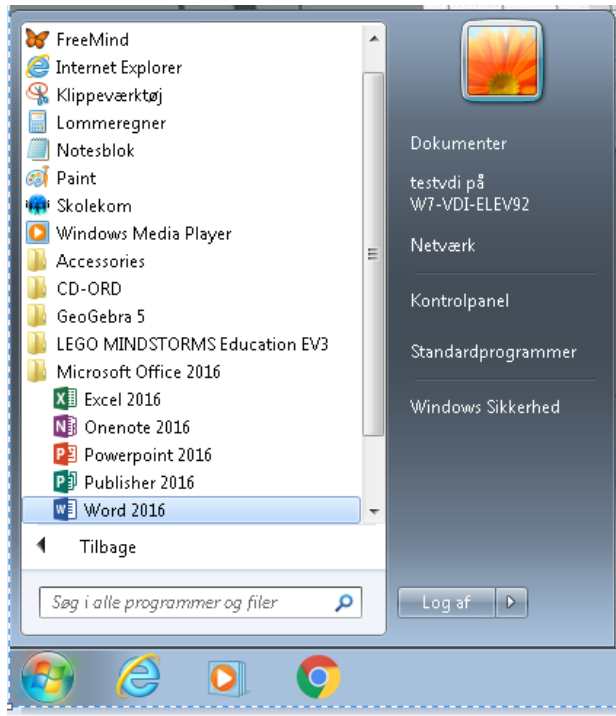 FreeMind
Internet Explorer
Klippeværktøj
Lommeregner
Notesblok
Paint
Skolekom
Windows Media Player
Accessories
CD-ORD
GeoGebra 5
LEGO MINDSTORMS Education EV3
Microsoft Office 2016
Excel 2016
Onenote 2016
Powerpoint 2016
Publisher 2016
Word 2016
Tilbage
Søg i alle programmer og filer
Dokumenter
testvdi på
W7-VDI-ELEV92
Netværk
Kontrolpanel
Standardprogrammer
Windows Sikkerhed
Log af